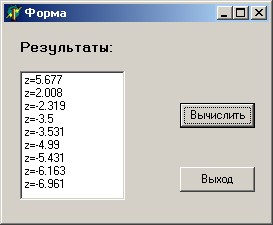 Форма
Результаты:
z=5.677
z=2.008
z=-2.319
z=-3.5
z=-3.531
z=-4.99
z=-5.431
z=-6.163
z=-6.961
Вычислить
Выход